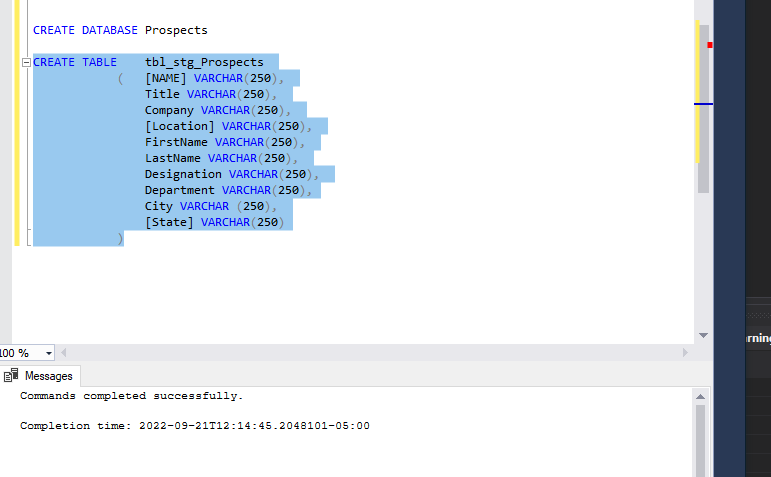 CREATE DATABASE Prospects
CREATE TABLE tbl_stg_Prospects
( [NAME] VARCHAR(250),
Title VARCHAR(250),
Company VARCHAR(250),
[Location] VARCHAR(250),
FirstName VARCHAR(250),
LastName VARCHAR(250),
Designation VARCHAR(250),
Department VARCHAR(250),
City VARCHAR (250),
[State] VARCHAR(250)
)
100 %
Messages
Commands completed successfully.
Completion time: 2022-09-21T12:14:45.2048101-05:00